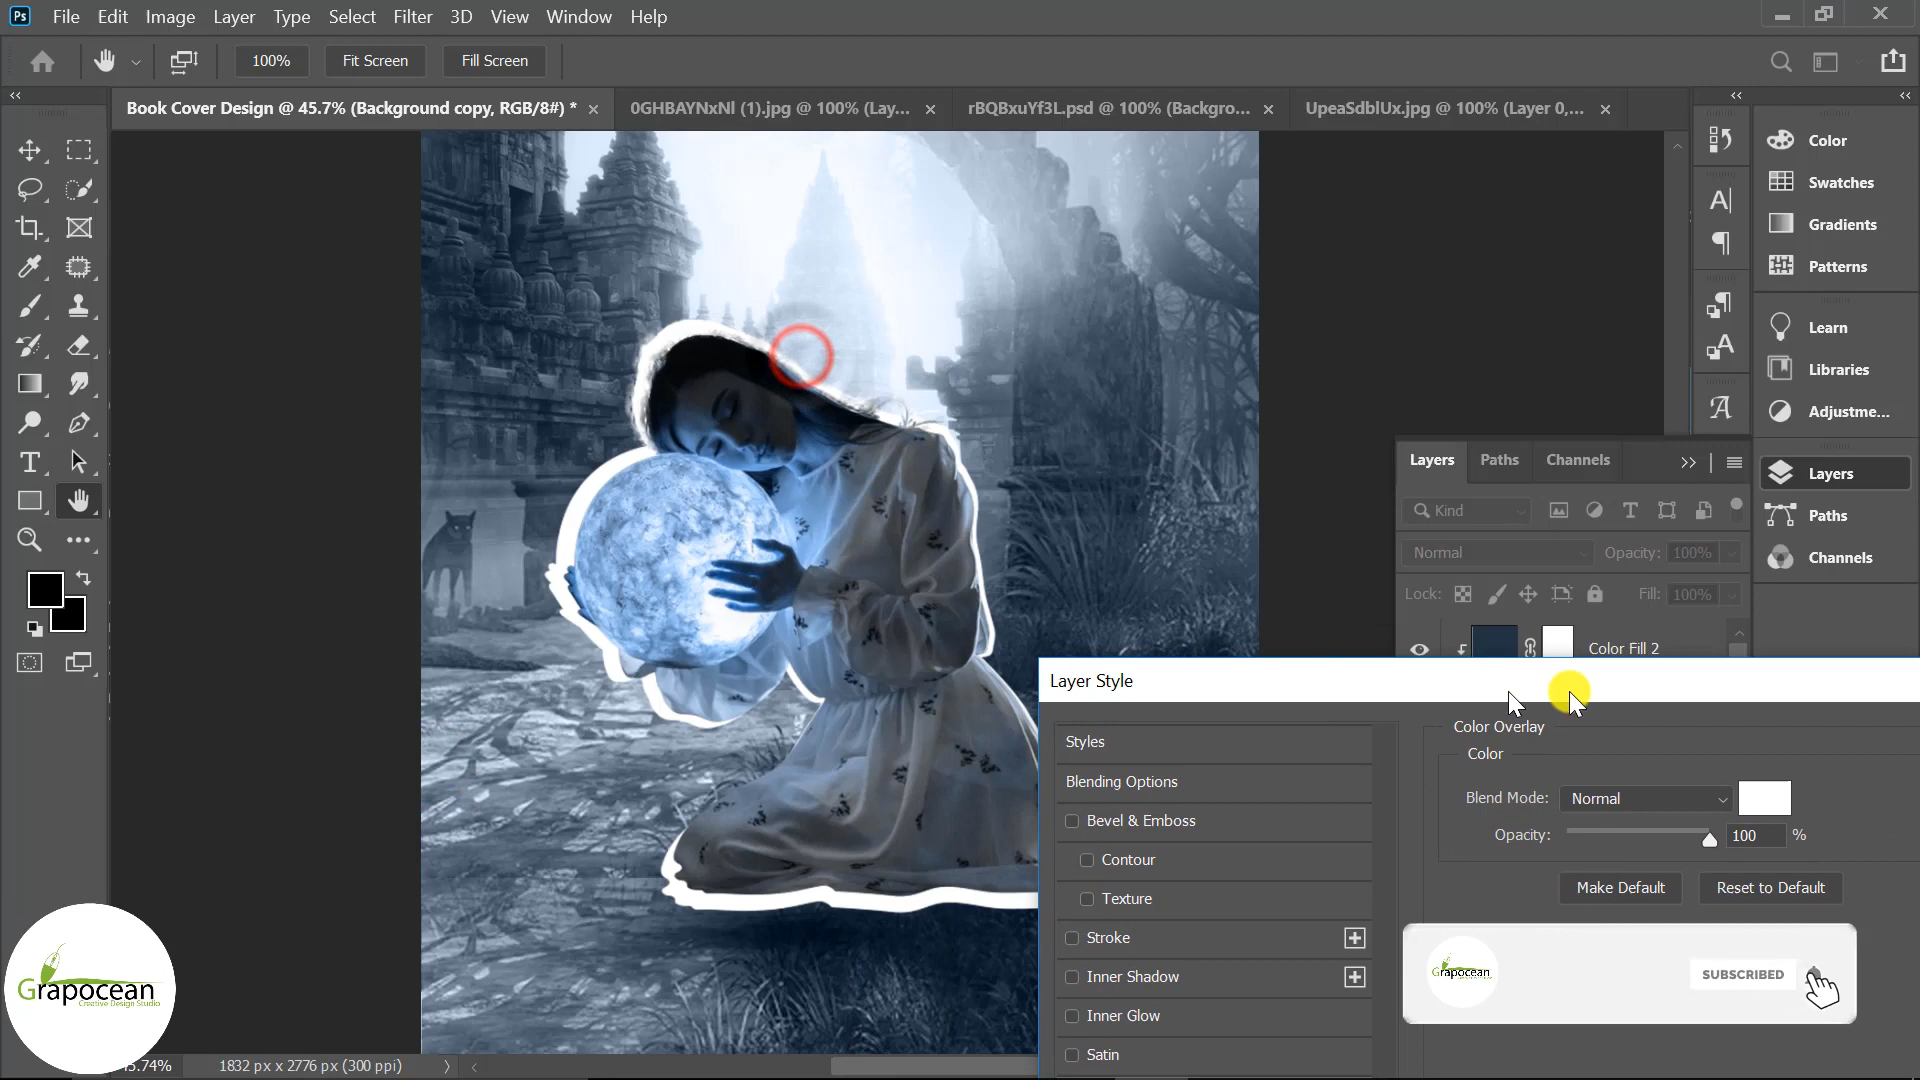 Ps File Edit Image Layer Type Select Filter 3D View Window Help
100% Fit Screen Fill Screen
Book Cover Design @ 45.7% (Background copy, RGB/8#) *
0GHBAYNxNl (1).jpg @ 100% (Lay...
rBQBxuYf3L.psd @ 100% (Backgro...
UpeaSdblUx.jpg @ 100% (Layer 0,...
Color
Swatches
Gradients
Patterns
Learn
Libraries
Adjustme...
Layers
Paths
Channels
Layers Paths Channels
Kind
Normal Opacity: 100%
Lock: Fill: 100%
Color Fill 2
Layer Style
Styles
Blending Options
Bevel & Emboss
Contour
Texture
Stroke
Inner Shadow
Inner Glow
Satin
Color Overlay
Color
Blend Mode: Normal
Opacity: 100 %
Make Default Reset to Default
Grapocean
SUBSCRIBED
Grapocean
Creative Design Studio
1832 px x 2776 px (300 ppi)